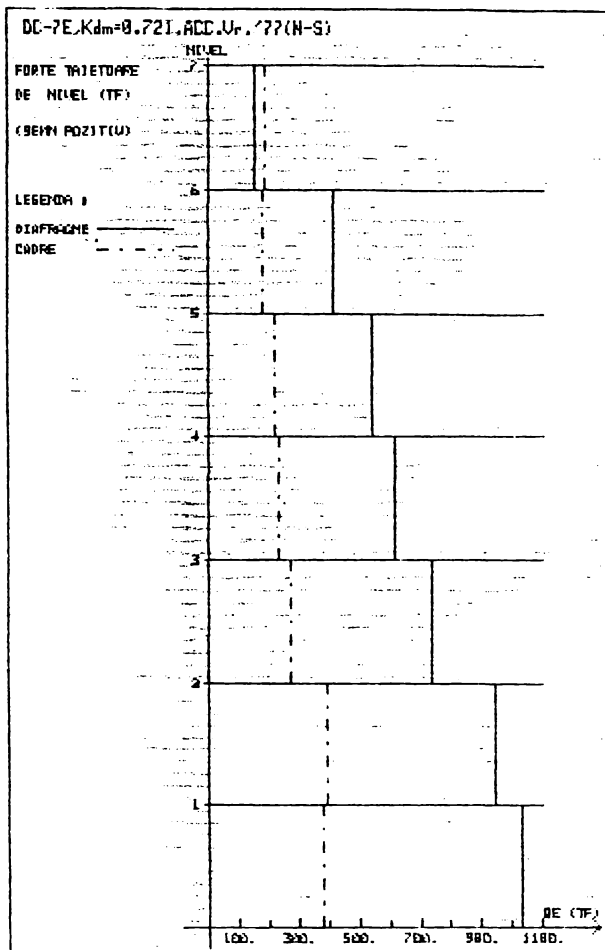 DC-7E,Kdm=0.72I.ACC.Vr.'77(N-S)
NIVEL
FORTE TAIETOARE
DE NIVEL (TF)
(SEMN POZITIV)
LEGENDA :
DIAFRAGME
CADRE
7
6
5
4
3
2
1
QE (TF)
100. 300. 500. 700. 900. 1100.